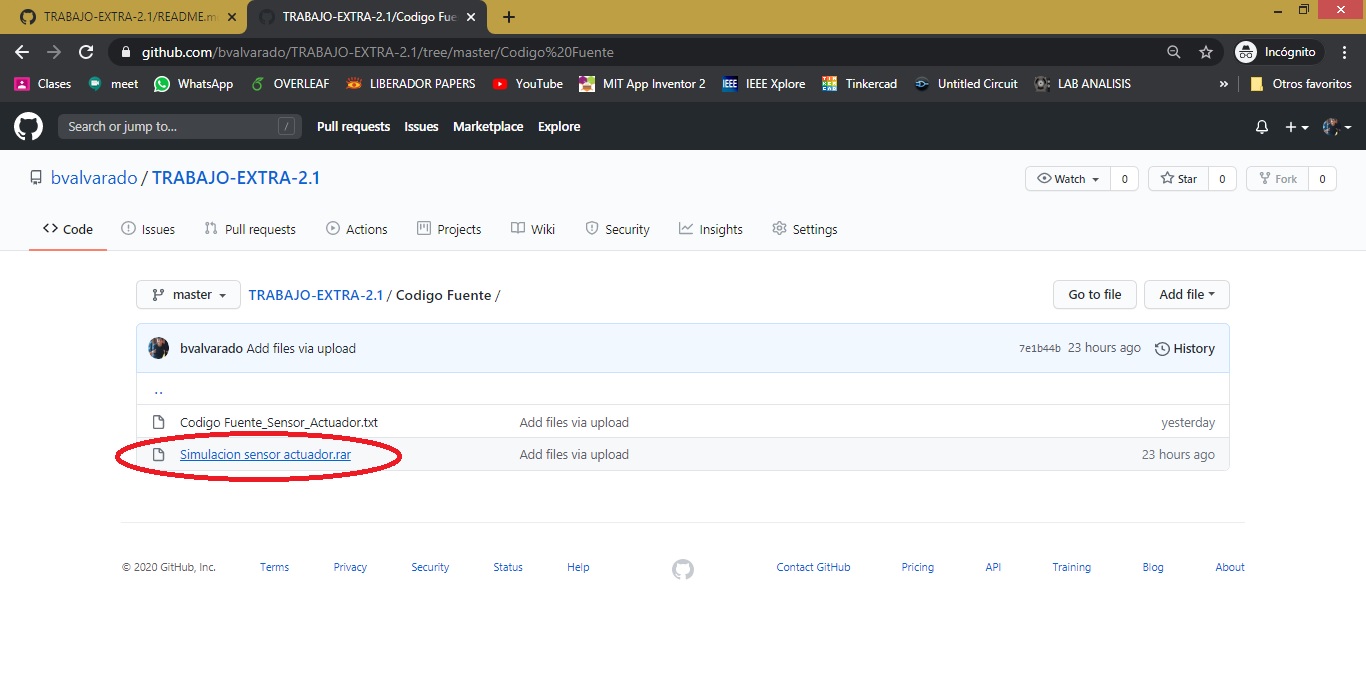 TRABAJO-EXTRA-2.1/README.m
TRABAJO-EXTRA-2.1/Codigo Fue
github.com/bvalvarado/TRABAJO-EXTRA-2.1/tree/master/Codigo%20Fuente
Incógnito
Clases meet WhatsApp OVERLEAF LIBERADOR PAPERS YouTube MIT App Inventor 2 IEEE Xplore Tinkercad Untitled Circuit LAB ANALISIS » Otros favoritos
Search or jump to... / Pull requests Issues Marketplace Explore
bvalvarado / TRABAJO-EXTRA-2.1 Watch 0 Star 0 Fork 0
Code Issues Pull requests Actions Projects Wiki Security Insights Settings
master TRABAJO-EXTRA-2.1 / Codigo Fuente / Go to file Add file
bvalvarado Add files via upload 7e1b44b 23 hours ago History
..
Codigo Fuente_Sensor_Actuador.txt Add files via upload yesterday
Simulacion sensor actuador.rar Add files via upload 23 hours ago
© 2020 GitHub, Inc. Terms Privacy Security Status Help Contact GitHub Pricing API Training Blog About